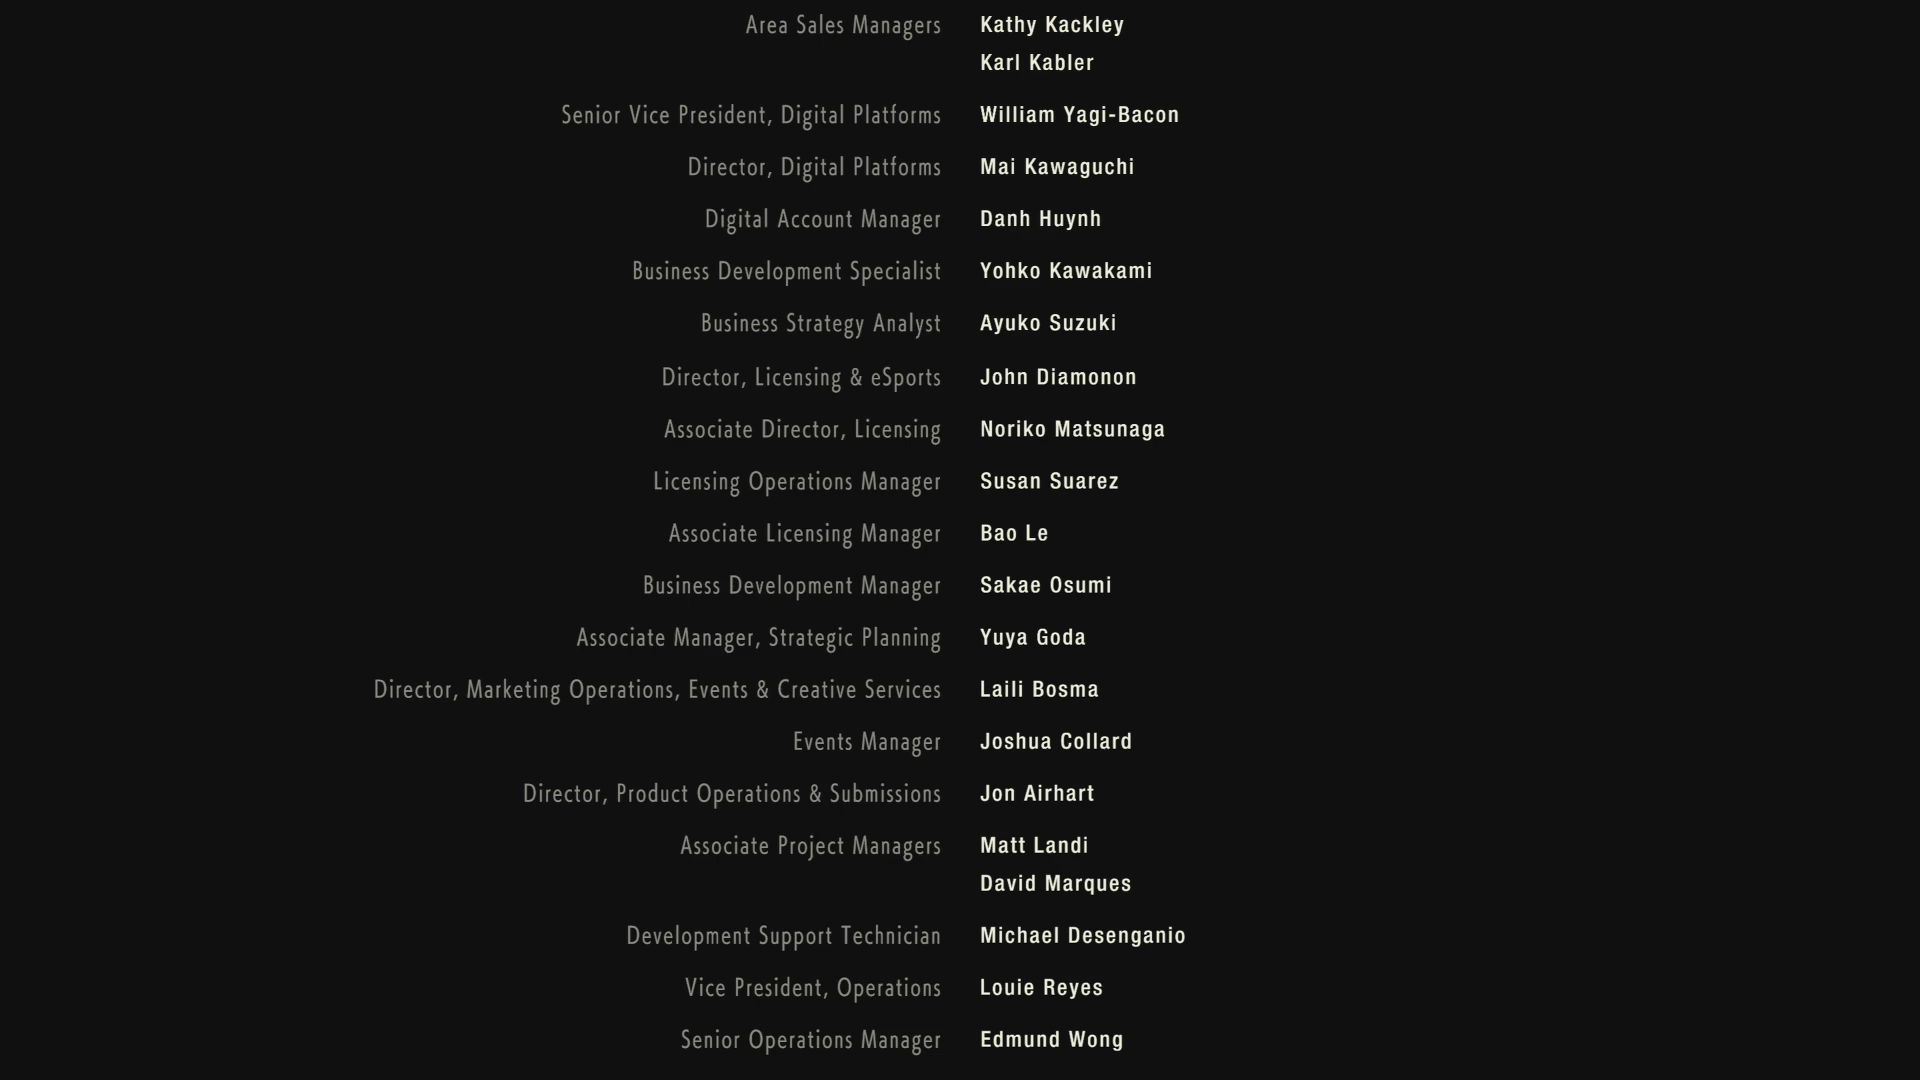 Area Sales Managers Kathy Kackley
Karl Kabler
Senior Vice President, Digital Platforms William Yagi-Bacon
Director, Digital Platforms Mai Kawaguchi
Digital Account Manager Danh Huynh
Business Development Specialist Yohko Kawakami
Business Strategy Analyst Ayuko Suzuki
Director, Licensing & eSports John Diamonon
Associate Director, Licensing Noriko Matsunaga
Licensing Operations Manager Susan Suarez
Associate Licensing Manager Bao Le
Business Development Manager Sakae Osumi
Associate Manager, Strategic Planning Yuya Goda
Director, Marketing Operations, Events & Creative Services Laili Bosma
Events Manager Joshua Collard
Director, Product Operations & Submissions Jon Airhart
Associate Project Managers Matt Landi
David Marques
Development Support Technician Michael Desenganio
Vice President, Operations Louie Reyes
Senior Operations Manager Edmund Wong